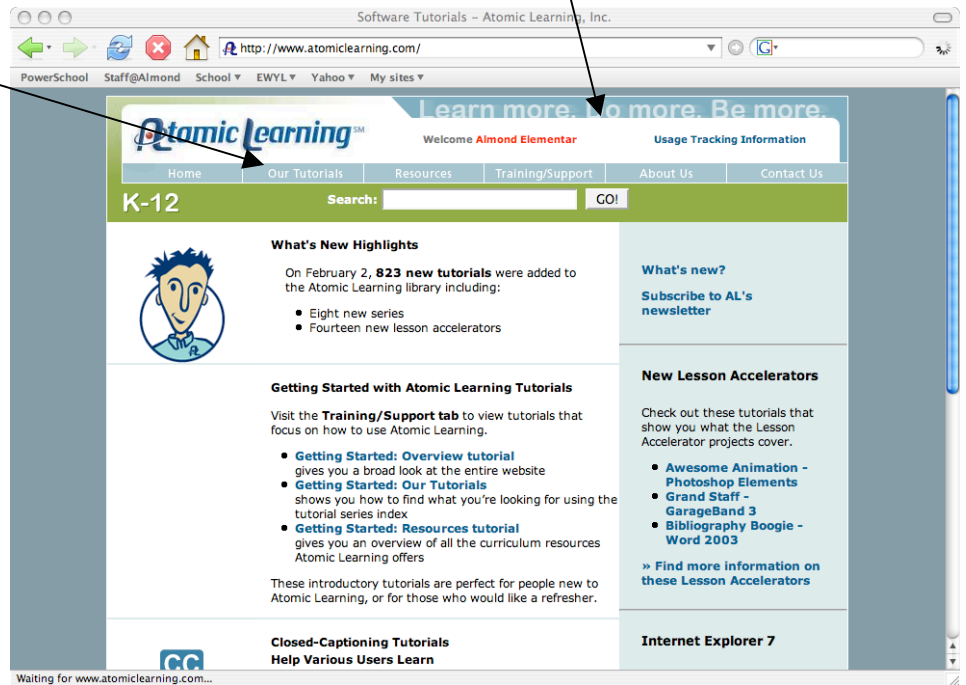 Software Tutorials – Atomic Learning, Inc.
http://www.atomiclearning.com/
G
PowerSchool Staff@Almond School EWYL Yahoo My sites
Learn more. Do more. Be more.
Atomic Learning SM
Welcome Almond Elementar
Usage Tracking Information
Home Our Tutorials Resources Training/Support About Us Contact Us
K-12
Search: GO!
What's New Highlights
On February 2, 823 new tutorials were added to
the Atomic Learning library including:
Eight new series
Fourteen new lesson accelerators
Getting Started with Atomic Learning Tutorials
Visit the Training/Support tab to view tutorials that
focus on how to use Atomic Learning.
Getting Started: Overview tutorial
gives you a broad look at the entire website
Getting Started: Our Tutorials
shows you how to find what you're looking for using the
tutorial series index
Getting Started: Resources tutorial
gives you an overview of all the curriculum resources
Atomic Learning offers
These introductory tutorials are perfect for people new to
Atomic Learning, or for those who would like a refresher.
CC
Closed-Captioning Tutorials
Help Various Users Learn
What's new?
Subscribe to AL's
newsletter
New Lesson Accelerators
Check out these tutorials that
show you what the Lesson
Accelerator projects cover.
Awesome Animation -
Photoshop Elements
Grand Staff -
GarageBand 3
Bibliography Boogie -
Word 2003
» Find more information on
these Lesson Accelerators
Internet Explorer 7
Waiting for www.atomiclearning.com...